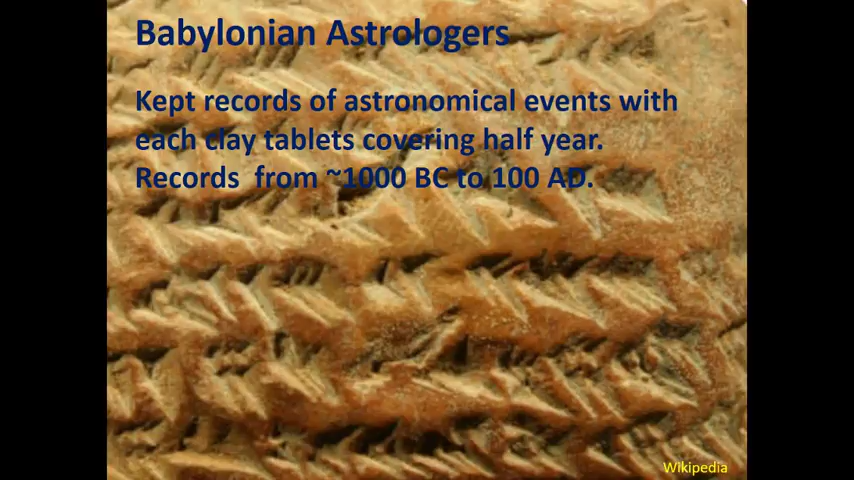 Babylonian Astrologers
Kept records of astronomical events with
each clay tablets covering half year.
Records  from ~1000 BC to 100 AD.
Wikipedia